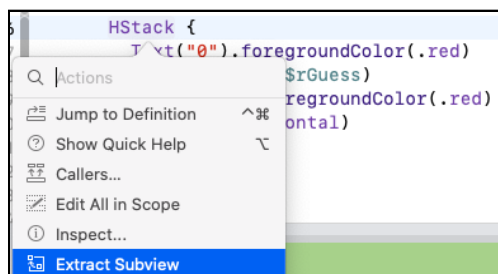 HStack {
Text("0").foregroundColor(.red)
$rGuess)
regroundColor(.red)
ontal)
Actions
Jump to Definition ^⌘
Show Quick Help ⌥
Callers...
Edit All in Scope
Inspect...
Extract Subview